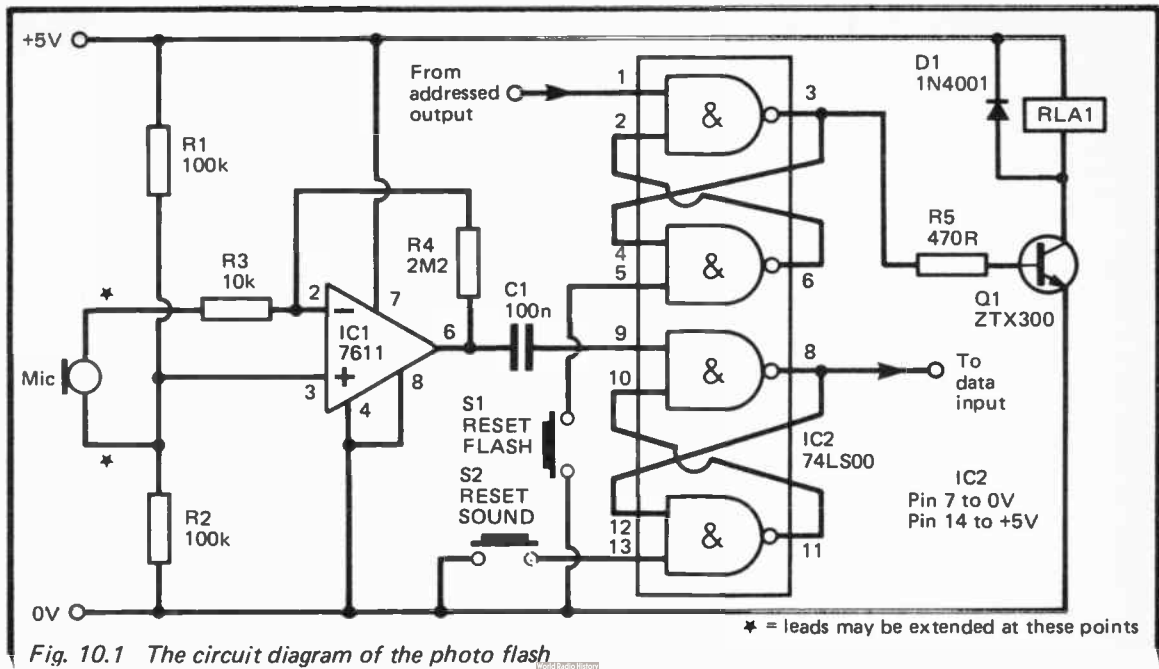 +5V
From
addressed
output
1
2
&
3
D1
1N4001
RLA1
R1
100k
R4
2M2
4
5
&
6
R5
470R
Q1
ZTX300
R3
10k
★
2
−
7
IC1
7611
C1
100n
6
Mic
3
+
8
4
9
10
&
8
To
data
input
★
S1
RESET
FLASH
IC2
74LS00
S2
RESET
SOUND
IC2
Pin 7 to 0V
Pin 14 to +5V
R2
100k
12
13
&
11
0V
★ = leads may be extended at these points
Fig. 10.1 The circuit diagram of the photo flash
World Radio History